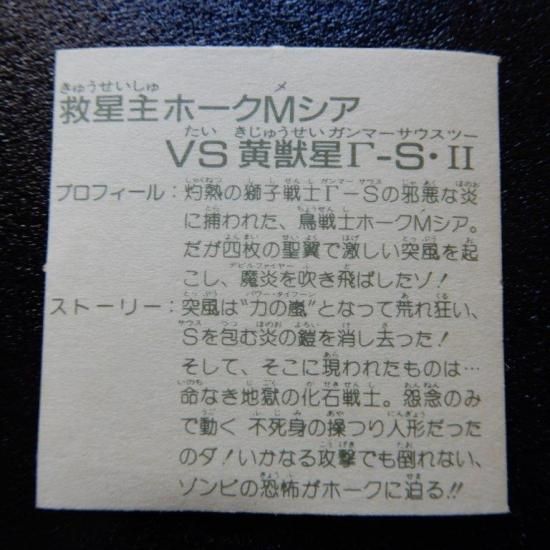 救星主ホークMシア
VS 黄獣星Γ-S・II
プロフィール：灼熱の獅子戦士Γ-Sの邪悪な炎
に捕われた、鳥戦士ホークMシア。
だが四枚の聖翼で激しい突風を起
こし、魔炎を吹き飛ばしたゾ！
ストーリー：突風は“力の嵐”となって荒れ狂い、
Sを包む炎の鎧を消し去った！
そして、そこに現われたものは…
命なき地獄の化石戦士。怨念のみ
で動く 不死身の操つり人形だった
のダ！いかなる攻撃でも倒れない、
ゾンビの恐怖がホークに迫る!!